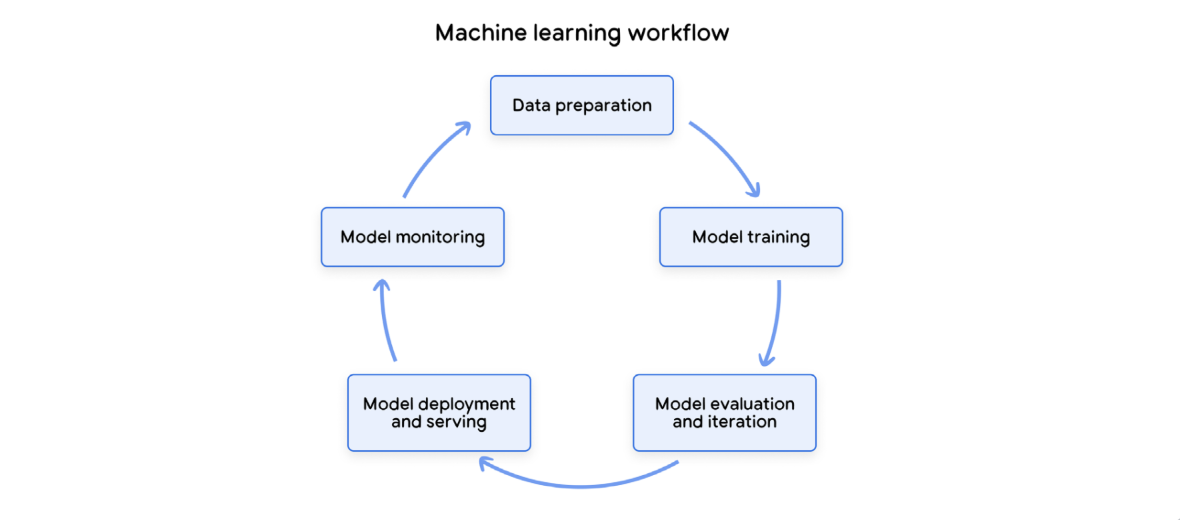 Machine learning workflow
Data preparation
Model training
Model evaluation
and iteration
Model deployment
and serving
Model monitoring